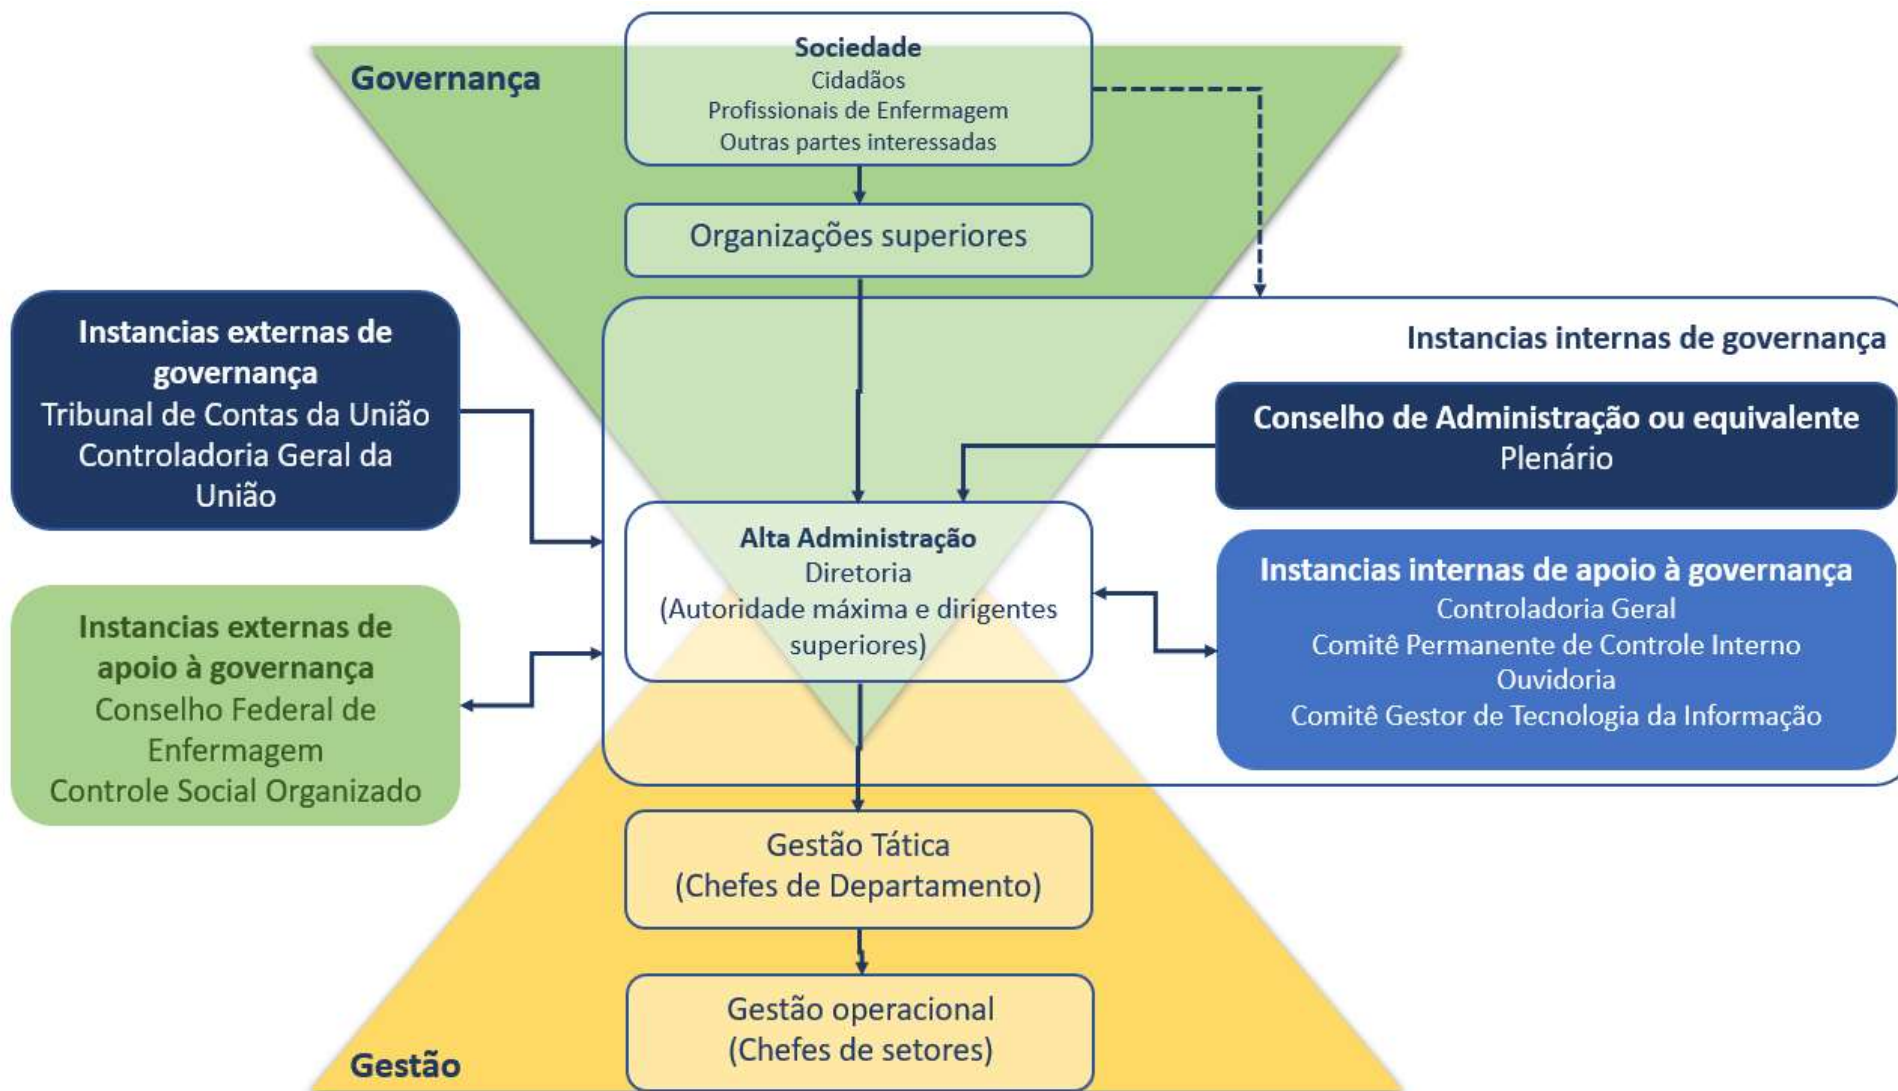 Governança
Sociedade
Cidadãos
Profissionais de Enfermagem
Outras partes interessadas
Organizações superiores
Instancias externas de
governança
Tribunal de Contas da União
Controladoria Geral da
União
Instancias internas de governança
Conselho de Administração ou equivalente
Plenário
Alta Administração
Diretoria
(Autoridade máxima e dirigentes
superiores)
Instancias internas de apoio à governança
Controladoria Geral
Comitê Permanente de Controle Interno
Ouvidoria
Comitê Gestor de Tecnologia da Informação
Instancias externas de
apoio à governança
Conselho Federal de
Enfermagem
Controle Social Organizado
Gestão Tática
(Chefes de Departamento)
Gestão operacional
(Chefes de setores)
Gestão